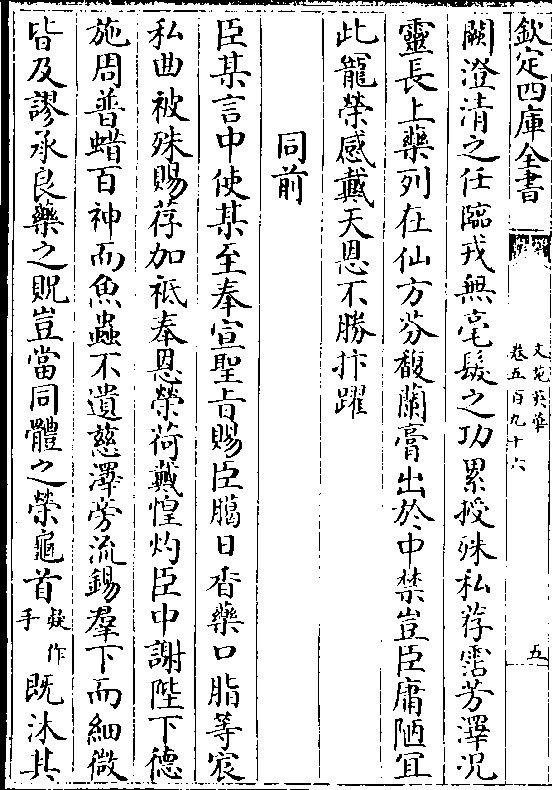 欽定四庫全書
文苑英華
卷五百九十六
五
闕澄清之任臨戎無毫髮之功累授殊私荐霑芳澤况
靈長上藥列在仙方芬馥蘭膏出於中禁豈臣庸陋宜
此寵榮感戴天恩不勝抃躍
同前
臣某言中使某至奉宣聖旨賜臣臈日香藥口脂等宸
私曲被殊賜荐加祗奉恩榮荷戴惶灼臣中謝陛下德
施周普蜡百神而魚蟲不遺慈澤旁流錫羣下而細微
皆及謬承良藥之貺豈當同體之榮龜首疑作手既沐其